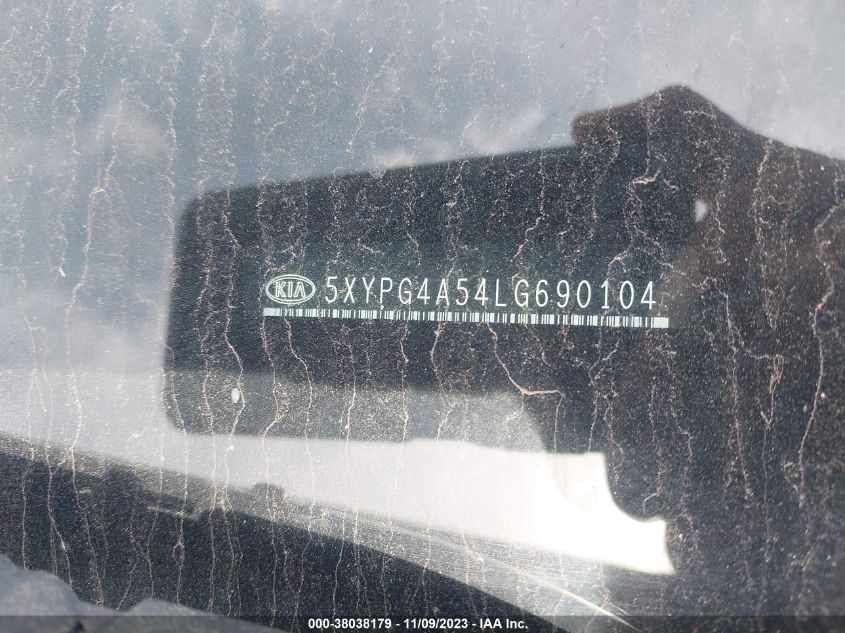 KIA 5XYPG4A54LG690104
000-38038179 - 11/09/2023 - IAA Inc.